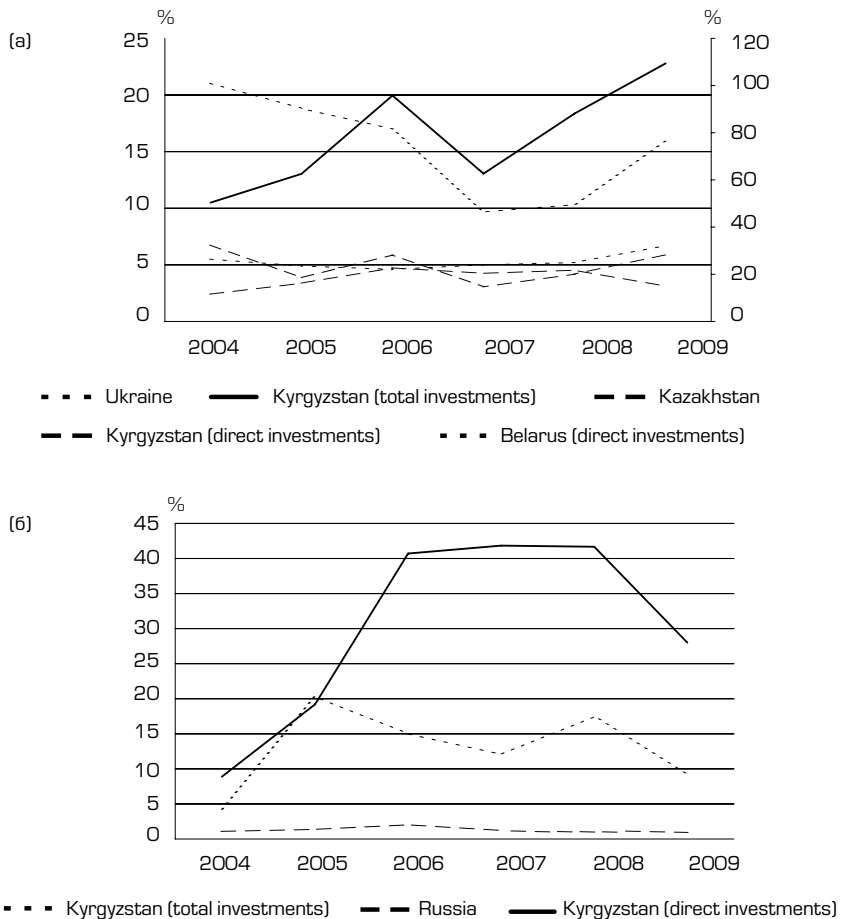 (а)
% %
25 120
20 100
15 80
10 60
5 40
0 20
0
2004 2005 2006 2007 2008 2009
Ukraine Kyrgyzstan (total investments) Kazakhstan
Kyrgyzstan (direct investments) Belarus (direct investments)
(б)
%
45
40
35
30
25
20
15
10
5
0
2004 2005 2006 2007 2008 2009
Kyrgyzstan (total investments) Russia Kyrgyzstan (direct investments)